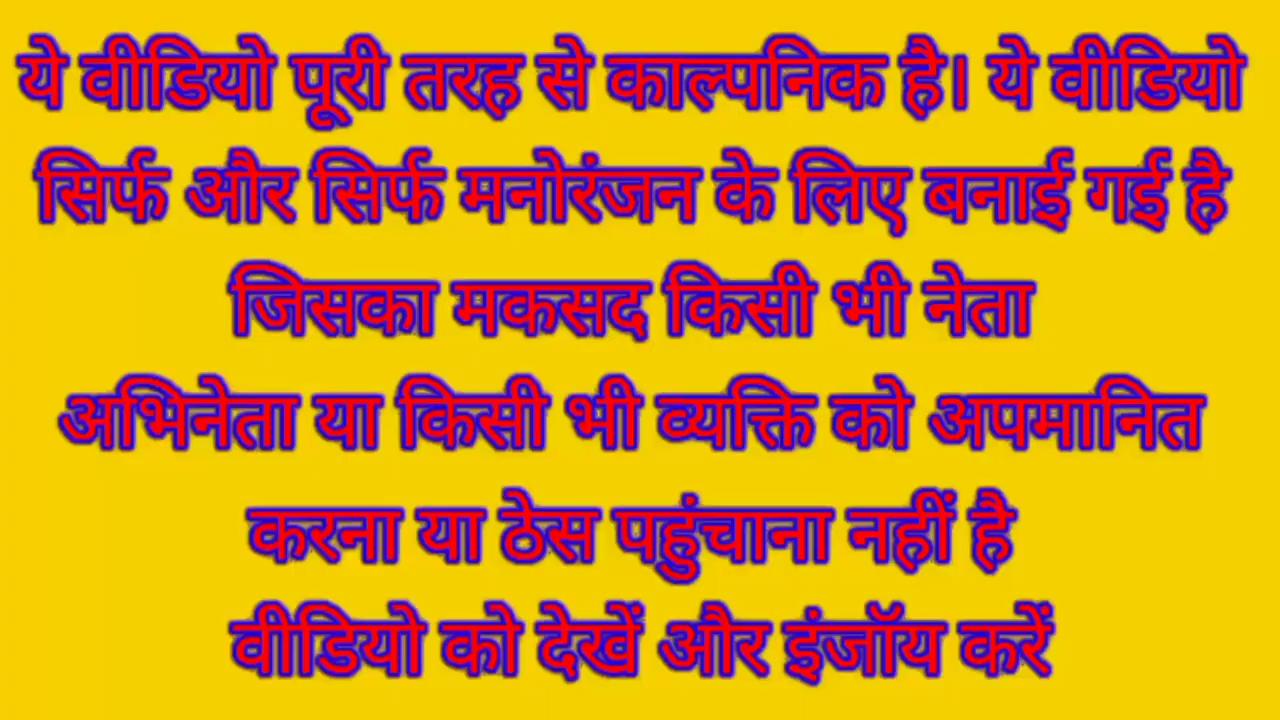 ये वीडियो पूरी तरह से काल्पनिक है। ये वीडियो
सिर्फ और सिर्फ मनोरंजन के लिए बनाई गई है
जिसका मकसद किसी भी नेता
अभिनेता या किसी भी व्यक्ति को अपमानित
करना या ठेस पहुंचाना नहीं है
वीडियो को देखें और इंजॉय करें